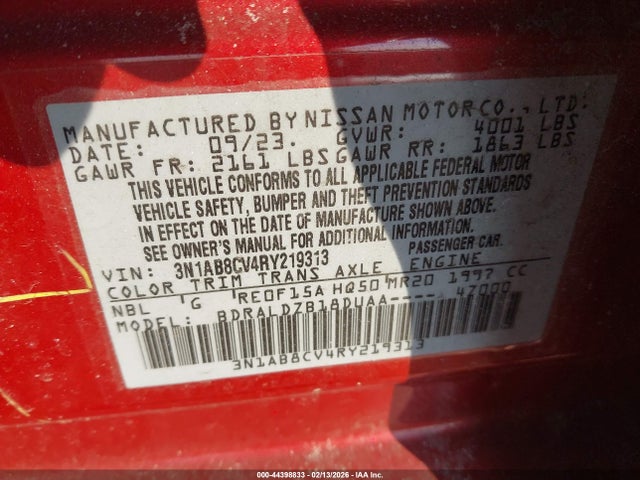 MANUFACTURED BY NISSAN MOTOR CO., LTD.
DATE: 09/23. GVWR: 4001 LBS
GAWR FR: 2161 LBS GAWR RR: 1863 LBS
THIS VEHICLE CONFORMS TO ALL APPLICABLE FEDERAL MOTOR
VEHICLE SAFETY, BUMPER AND THEFT PREVENTION STANDARDS
IN EFFECT ON THE DATE OF MANUFACTURE SHOWN ABOVE.
SEE OWNER'S MANUAL FOR ADDITIONAL INFORMATION.
VIN: 3N1AB8CV4RY219313 PASSENGER CAR.
COLOR TRIM TRANS AXLE ENGINE
NBL G RE0F15A HQ50 MR20 1997 CC
MODEL: BDRALDZB18DUAA---- 47000
3N1AB8CV4RY219313
000-44398833 - 02/13/2026 - IAA Inc.